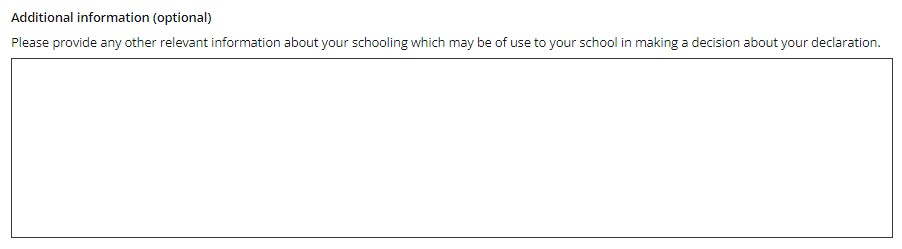 Additional information (optional)
Please provide any other relevant information about your schooling which may be of use to your school in making a decision about your declaration.